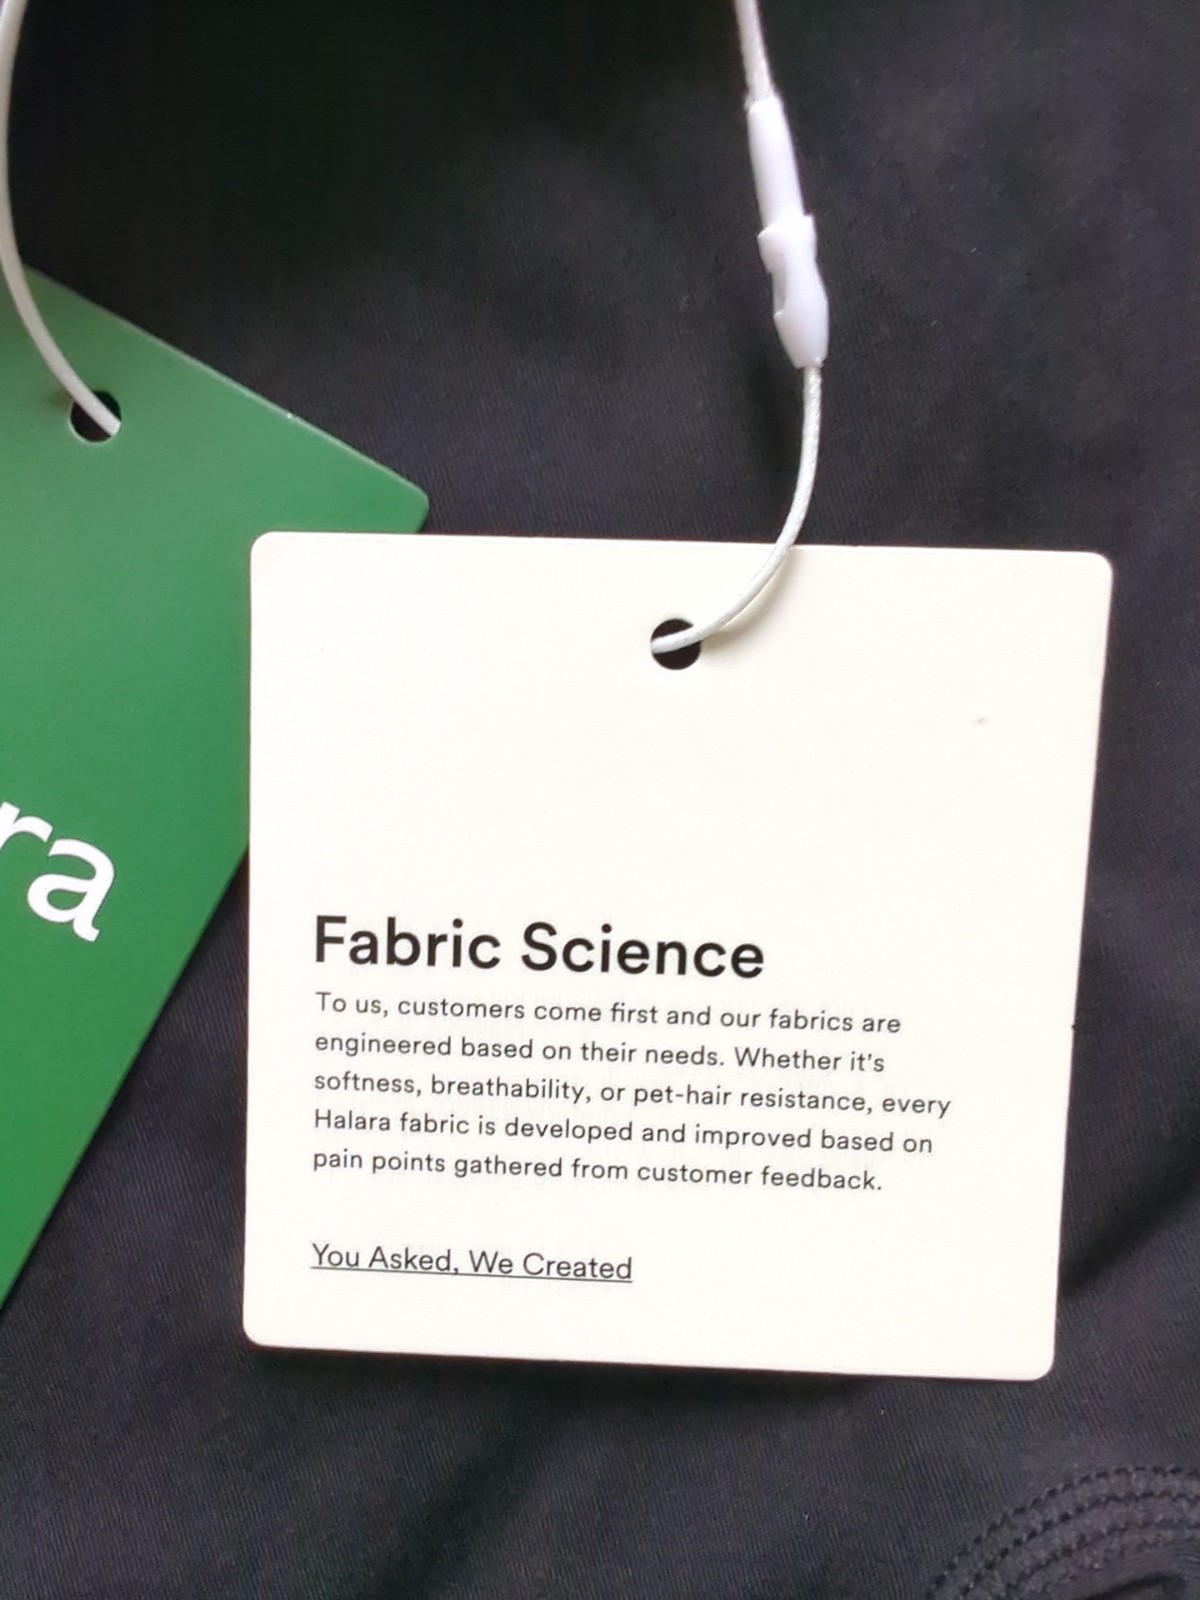 ra
Fabric Science
To us, customers come first and our fabrics are
engineered based on their needs. Whether it's
softness, breathability, or pet-hair resistance, every
Halara fabric is developed and improved based on
pain points gathered from customer feedback.
You Asked, We Created